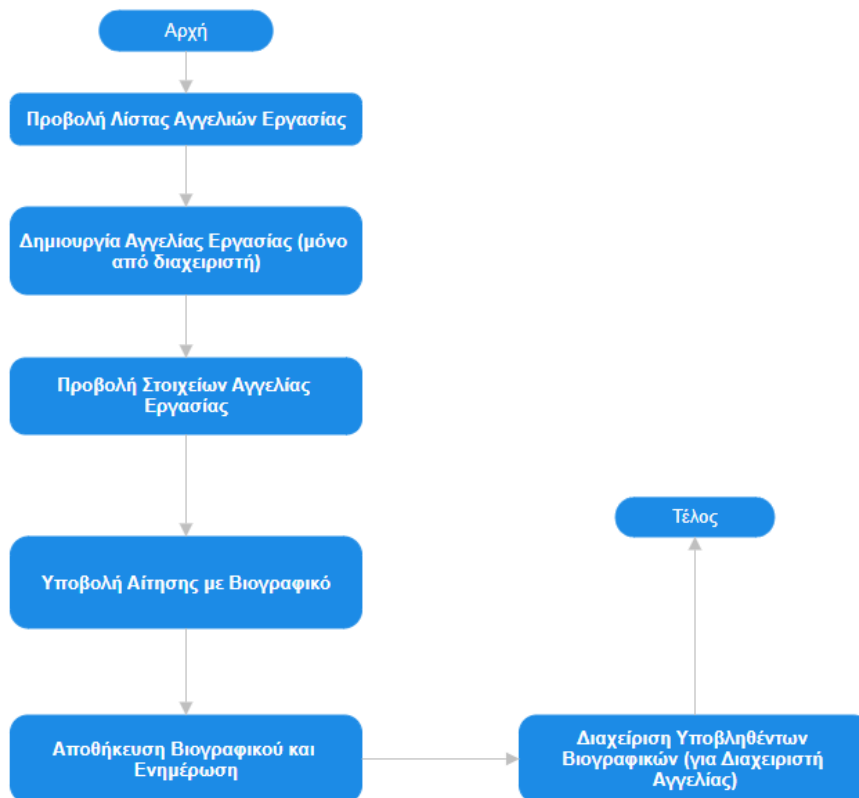 Αρχή
Προβολή Λίστας Αγγελιών Εργασίας
Δημιουργία Αγγελίας Εργασίας (μόνο
από διαχειριστή)
Προβολή Στοιχείων Αγγελίας
Εργασίας
Υποβολή Αίτησης με Βιογραφικό
Αποθήκευση Βιογραφικού και
Ενημέρωση
Διαχείριση Υποβληθέντων
Βιογραφικών (για Διαχειριστή
Αγγελίας)
Τέλος